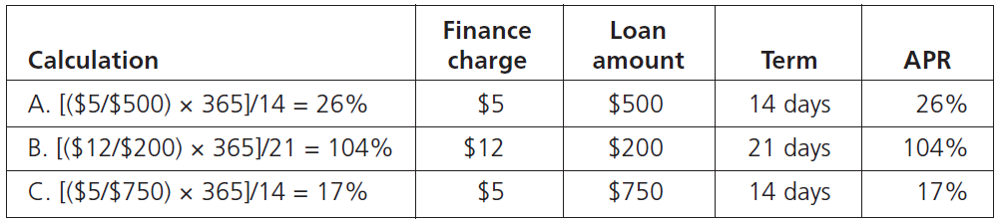 Calculation Finance charge Loan amount Term APR
A. [($5/$500) × 365]/14 = 26% $5 $500 14 days 26%
B. [($12/$200) × 365]/21 = 104% $12 $200 21 days 104%
C. [($5/$750) × 365]/14 = 17% $5 $750 14 days 17%